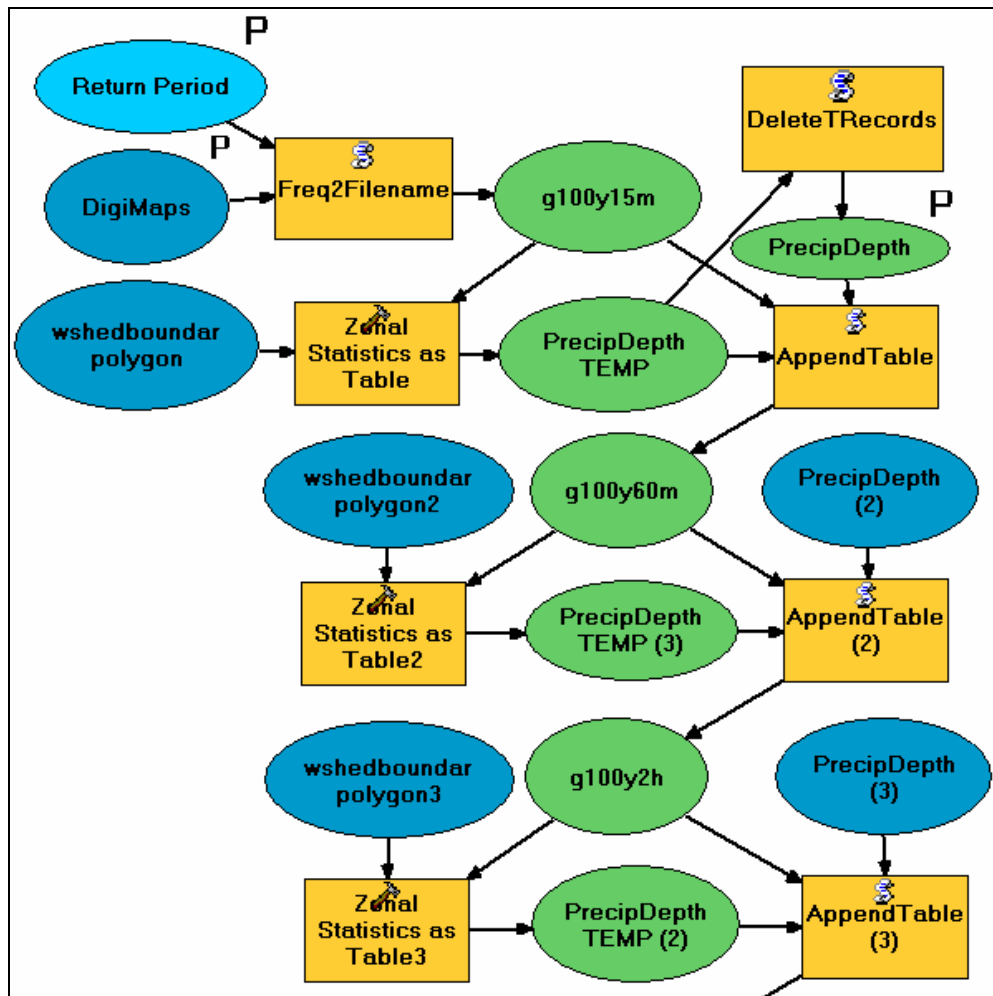 P
Return Period
DeleteTRecords
P
Freq2Filename
DigiMaps
g100y15m
P
PrecipDepth
wshedboundar
polygon
Zonal
Statistics as
Table
PrecipDepth
TEMP
AppendTable
wshedboundar
polygon2
g100y60m
PrecipDepth
(2)
Zonal
Statistics as
Table2
PrecipDepth
TEMP (3)
AppendTable
(2)
wshedboundar
polygon3
g100y2h
PrecipDepth
(3)
Zonal
Statistics as
Table3
PrecipDepth
TEMP (2)
AppendTable
(3)